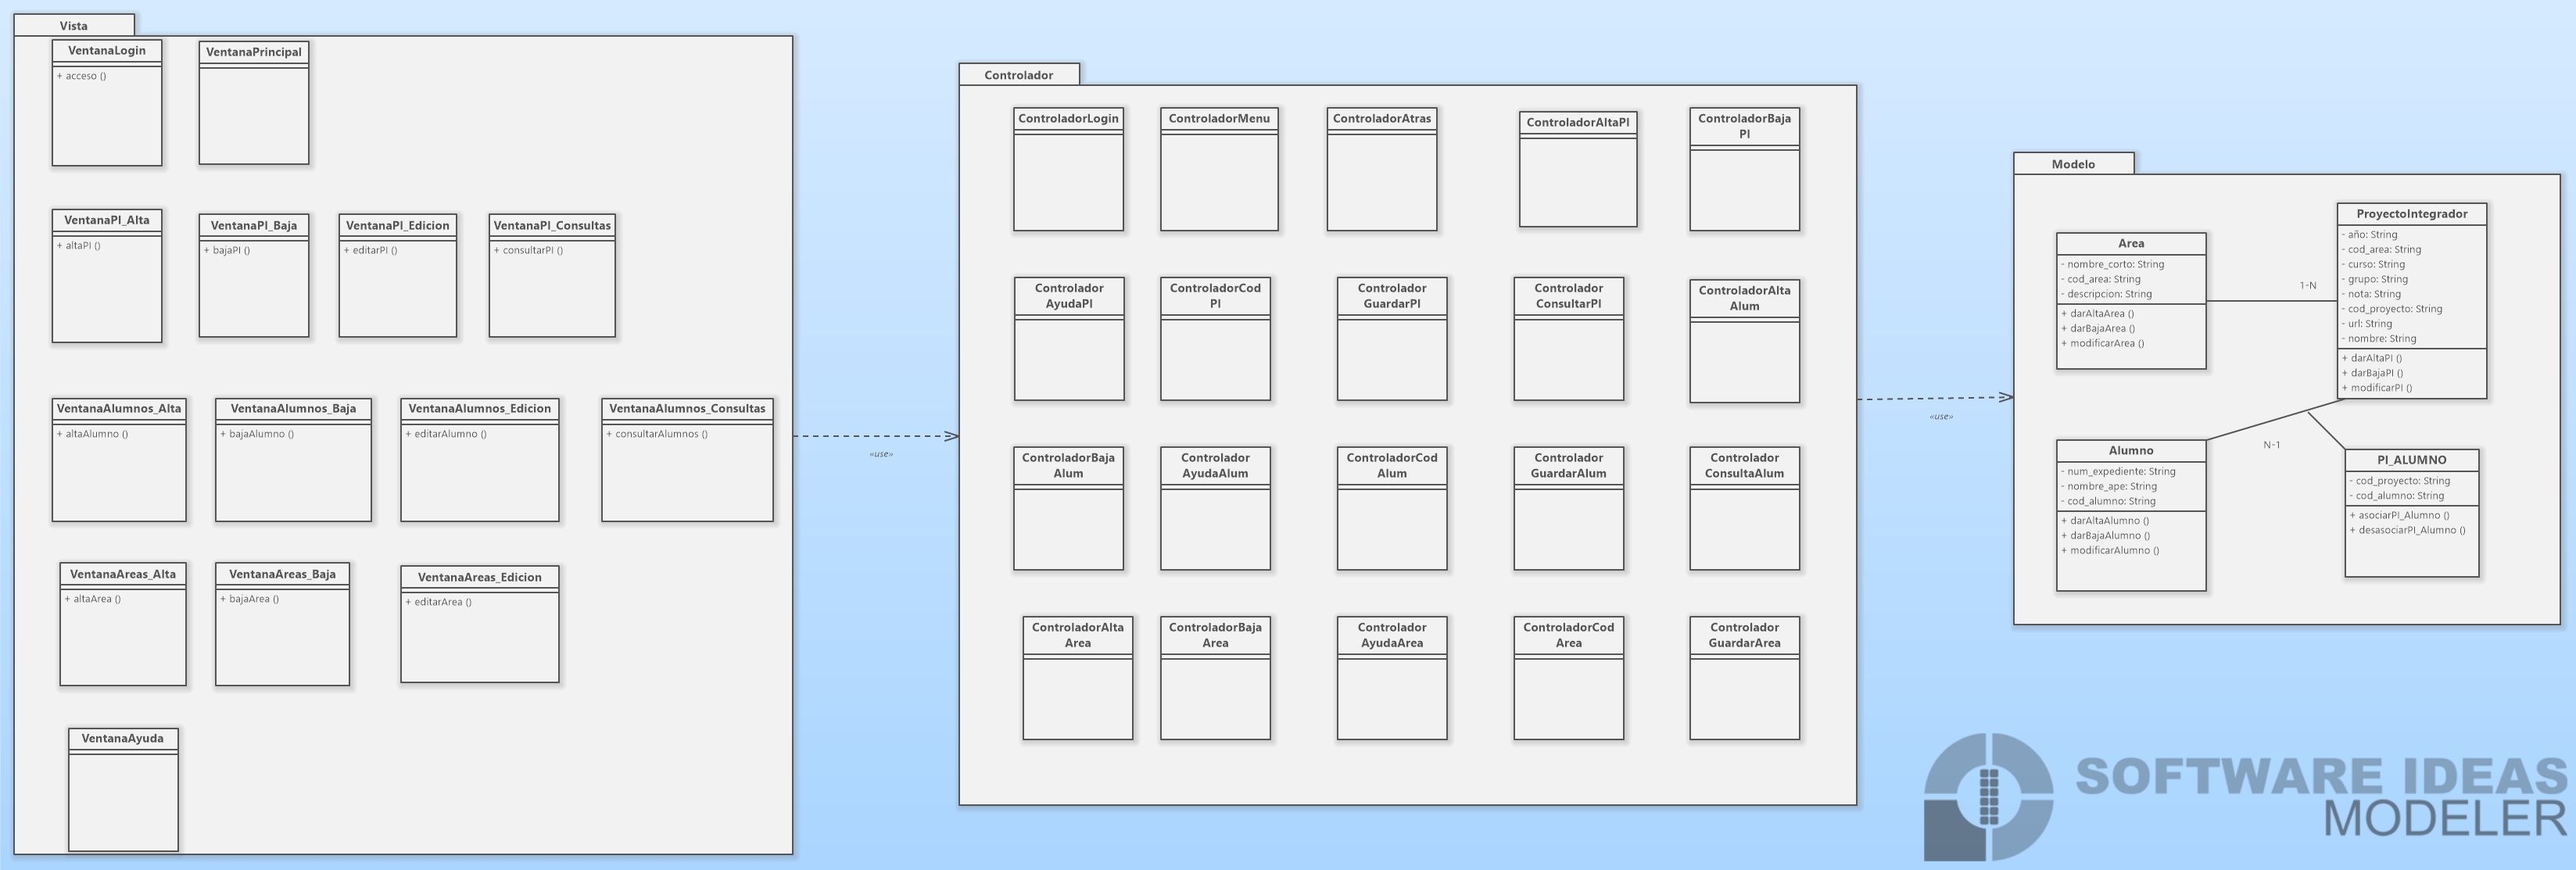 Vista
VentanaLogin
+ acceso ()
VentanaPrincipal
VentanaPI_Alta
+ altaPI ()
VentanaPI_Baja
+ bajaPI ()
VentanaPI_Edicion
+ editarPI ()
VentanaPI_Consultas
+ consultarPI ()
VentanaAlumnos_Alta
+ altaAlumno ()
VentanaAlumnos_Baja
+ bajaAlumno ()
VentanaAlumnos_Edicion
+ editarAlumno ()
VentanaAlumnos_Consultas
+ consultarAlumnos ()
VentanaAreas_Alta
+ altaArea ()
VentanaAreas_Baja
+ bajaArea ()
VentanaAreas_Edicion
+ editarArea ()
VentanaAyuda
«use»
Controlador
ControladorLogin
ControladorMenu
ControladorAtras
ControladorAltaPI
ControladorBaja
PI
Controlador
AyudaPI
ControladorCod
PI
Controlador
GuardarPI
Controlador
ConsultarPI
ControladorAlta
Alum
ControladorBaja
Alum
Controlador
AyudaAlum
ControladorCod
Alum
Controlador
GuardarAlum
Controlador
ConsultaAlum
ControladorAlta
Area
ControladorBaja
Area
Controlador
AyudaArea
ControladorCod
Area
Controlador
GuardarArea
«use»
Modelo
Area
- nombre_corto: String
- cod_area: String
- descripcion: String
+ darAltaArea ()
+ darBajaArea ()
+ modificarArea ()
1-N
ProyectoIntegrador
- año: String
- cod_area: String
- curso: String
- grupo: String
- nota: String
- cod_proyecto: String
- url: String
- nombre: String
+ darAltaPI ()
+ darBajaPI ()
+ modificarPI ()
Alumno
- num_expediente: String
- nombre_ape: String
- cod_alumno: String
+ darAltaAlumno ()
+ darBajaAlumno ()
+ modificarAlumno ()
N-1
PI_ALUMNO
- cod_proyecto: String
- cod_alumno: String
+ asociarPI_Alumno ()
+ desasociarPI_Alumno ()
SOFTWARE IDEAS
MODELER